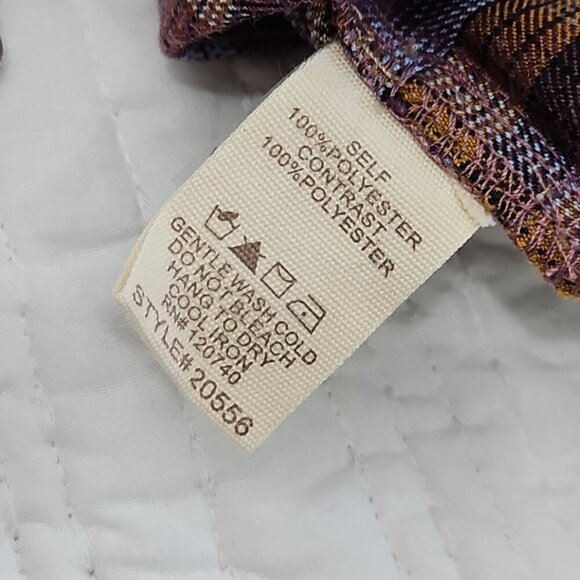 SELF
100%POLYESTER
CONTRAST
100%POLYESTER
GENTLE WASH COLD
DO NOT BLEACH
HANG TO DRY
COOL IRON
RN# 120740
STYLE# 20556